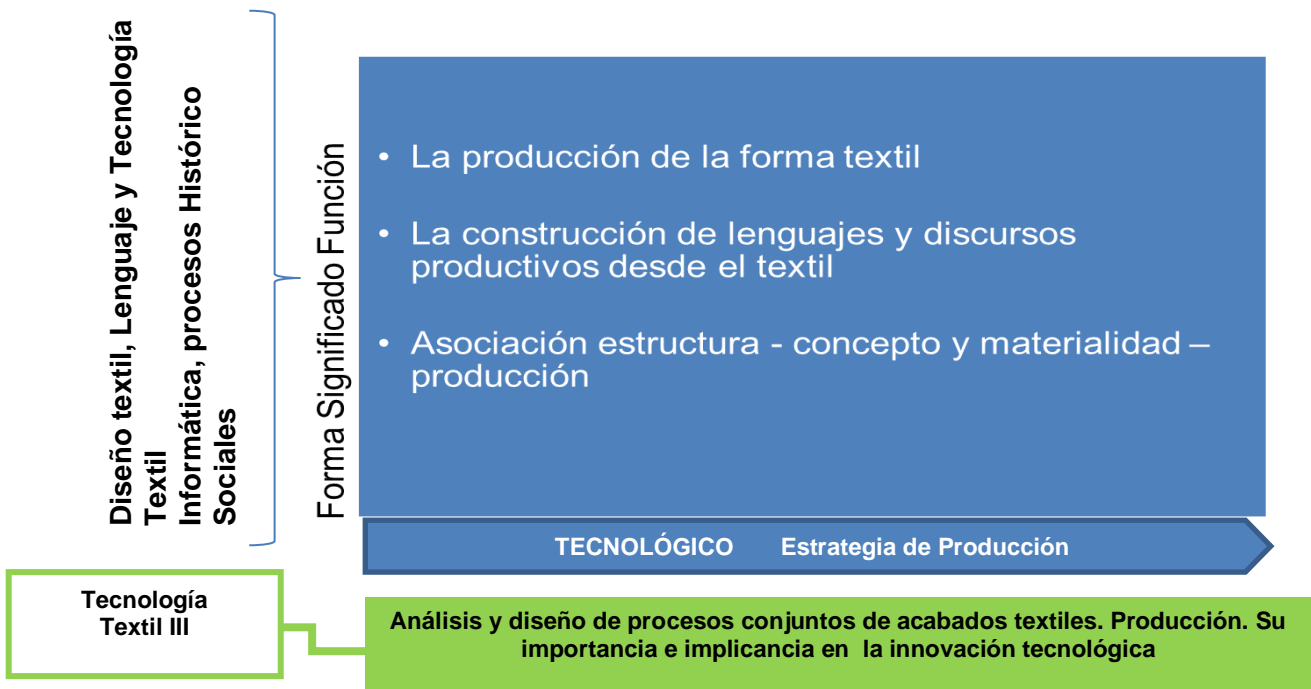 Diseño textil, Lenguaje y Tecnología
Textil
Informática, procesos Histórico
Sociales
Forma Significado Función
• La producción de la forma textil
• La construcción de lenguajes y discursos
productivos desde el textil
• Asociación estructura - concepto y materialidad –
producción
TECNOLÓGICO Estrategia de Producción
Tecnología
Textil III
Análisis y diseño de procesos conjuntos de acabados textiles. Producción. Su
importancia e implicancia en la innovación tecnológica